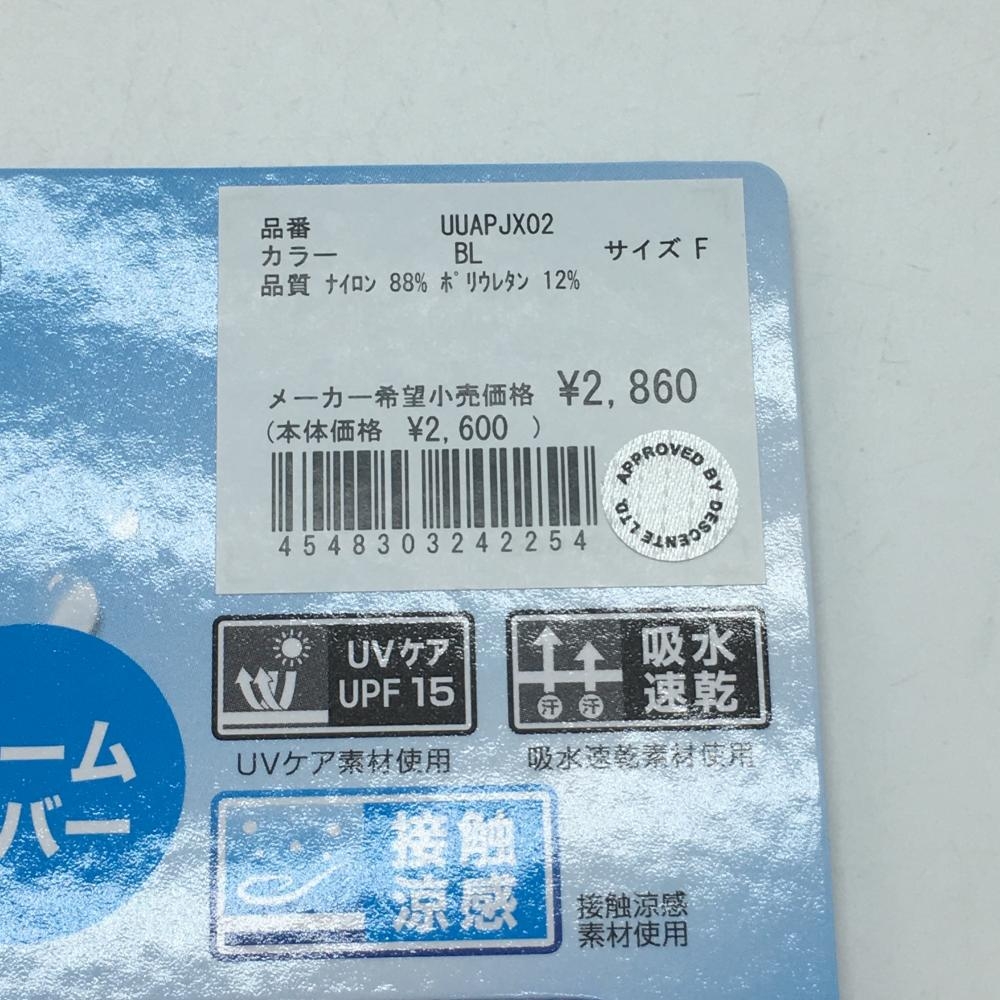 品番 UUAPJX02
カラー BL サイズ F
品質 ナイロン 88% ポリウレタン 12%
メーカー希望小売価格 ¥2,860
(本体価格 ¥2,600 )
4548303242254
APPROVED BY DESCENTE LTD.
UVケア
UPF 15
UVケア素材使用
吸水
速乾
汗 汗
吸水速乾素材使用
ーム
バー
接触
涼感
接触涼感
素材使用